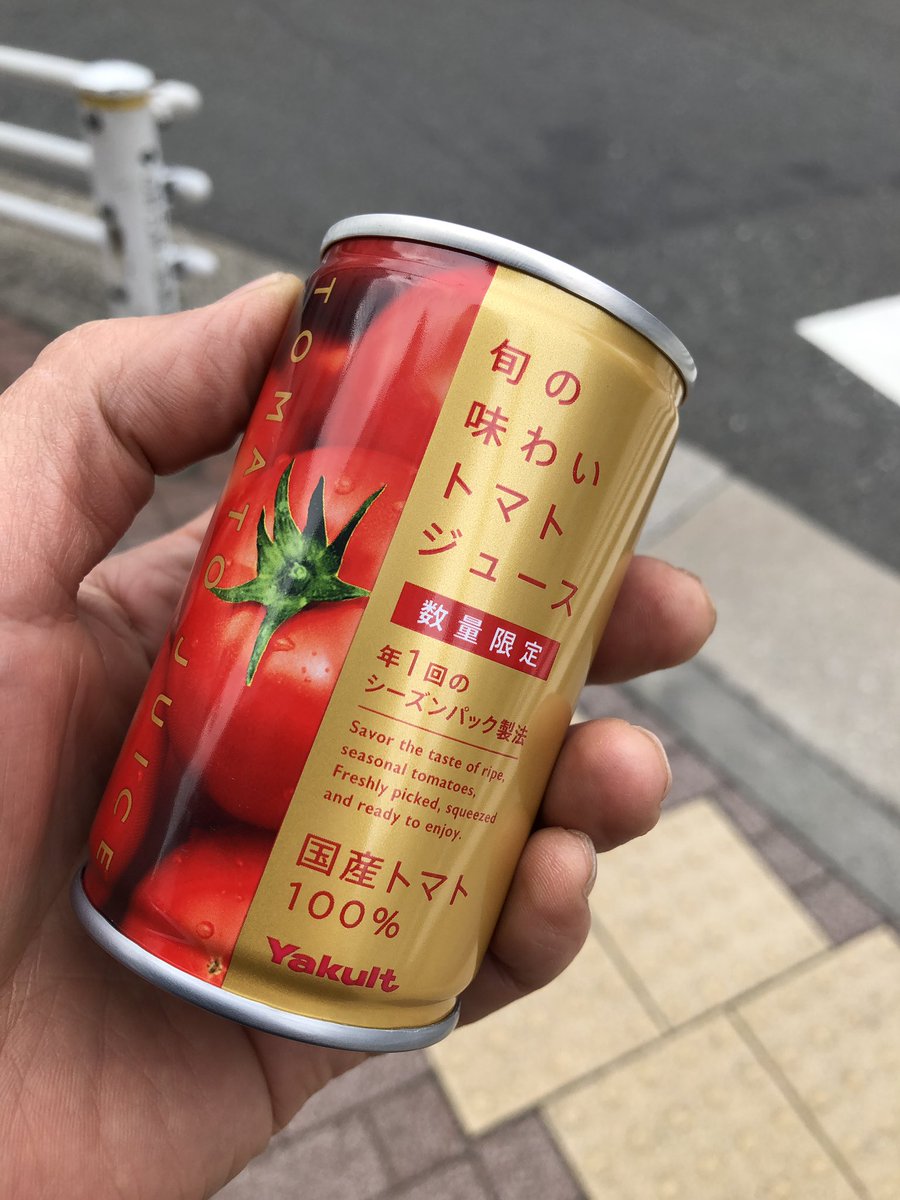 TOMATO JUICE
旬の
味わい
トマト
ジュース
数量限定
年1回の
シーズンパック製法
Savor the taste of ripe,
seasonal tomatoes,
Freshly picked, squeezed
and ready to enjoy.
国産トマト
100%
Yakult